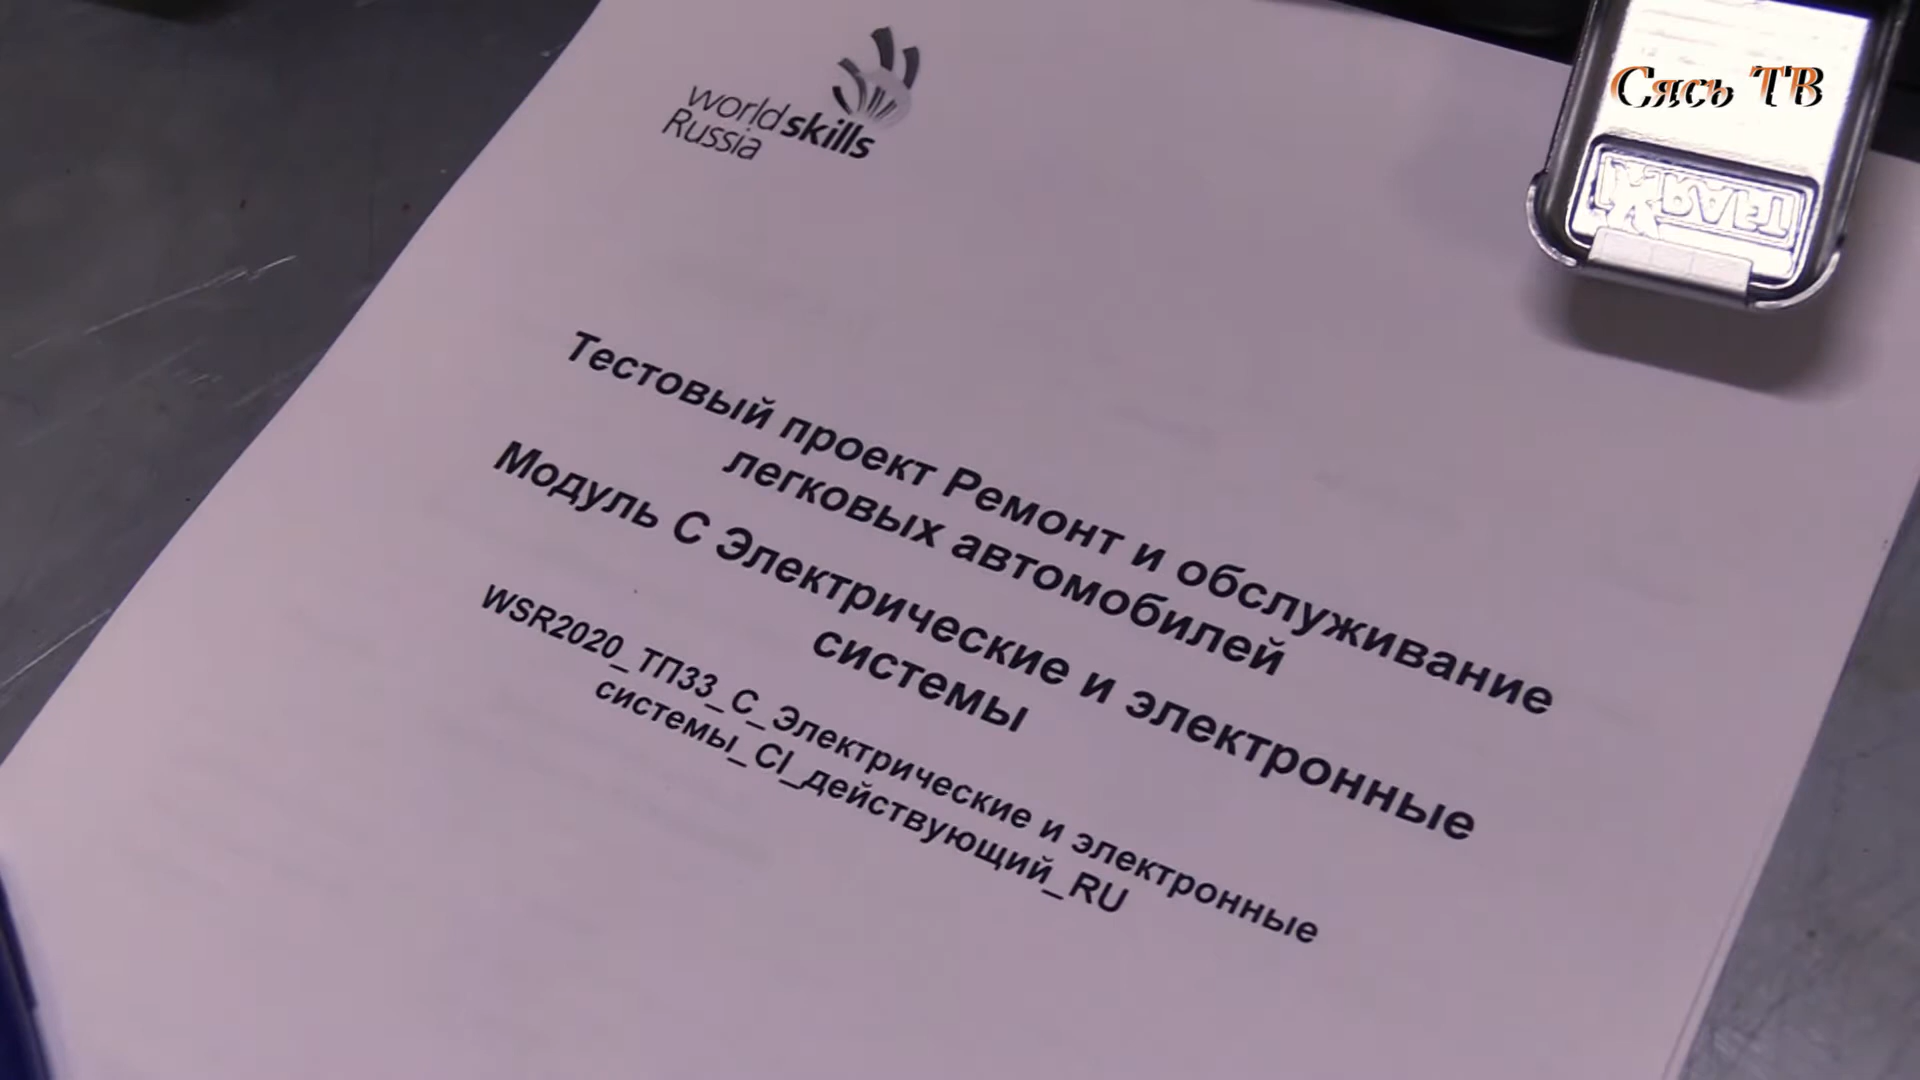 Сясь ТВ
world skills
Russia
Тестовый проект Ремонт и обслуживание
легковых автомобилей
Модуль С Электрические и электронные
системы
WSR2020_ТП33_С_Электрические и электронные
системы_CI_действующий_RU